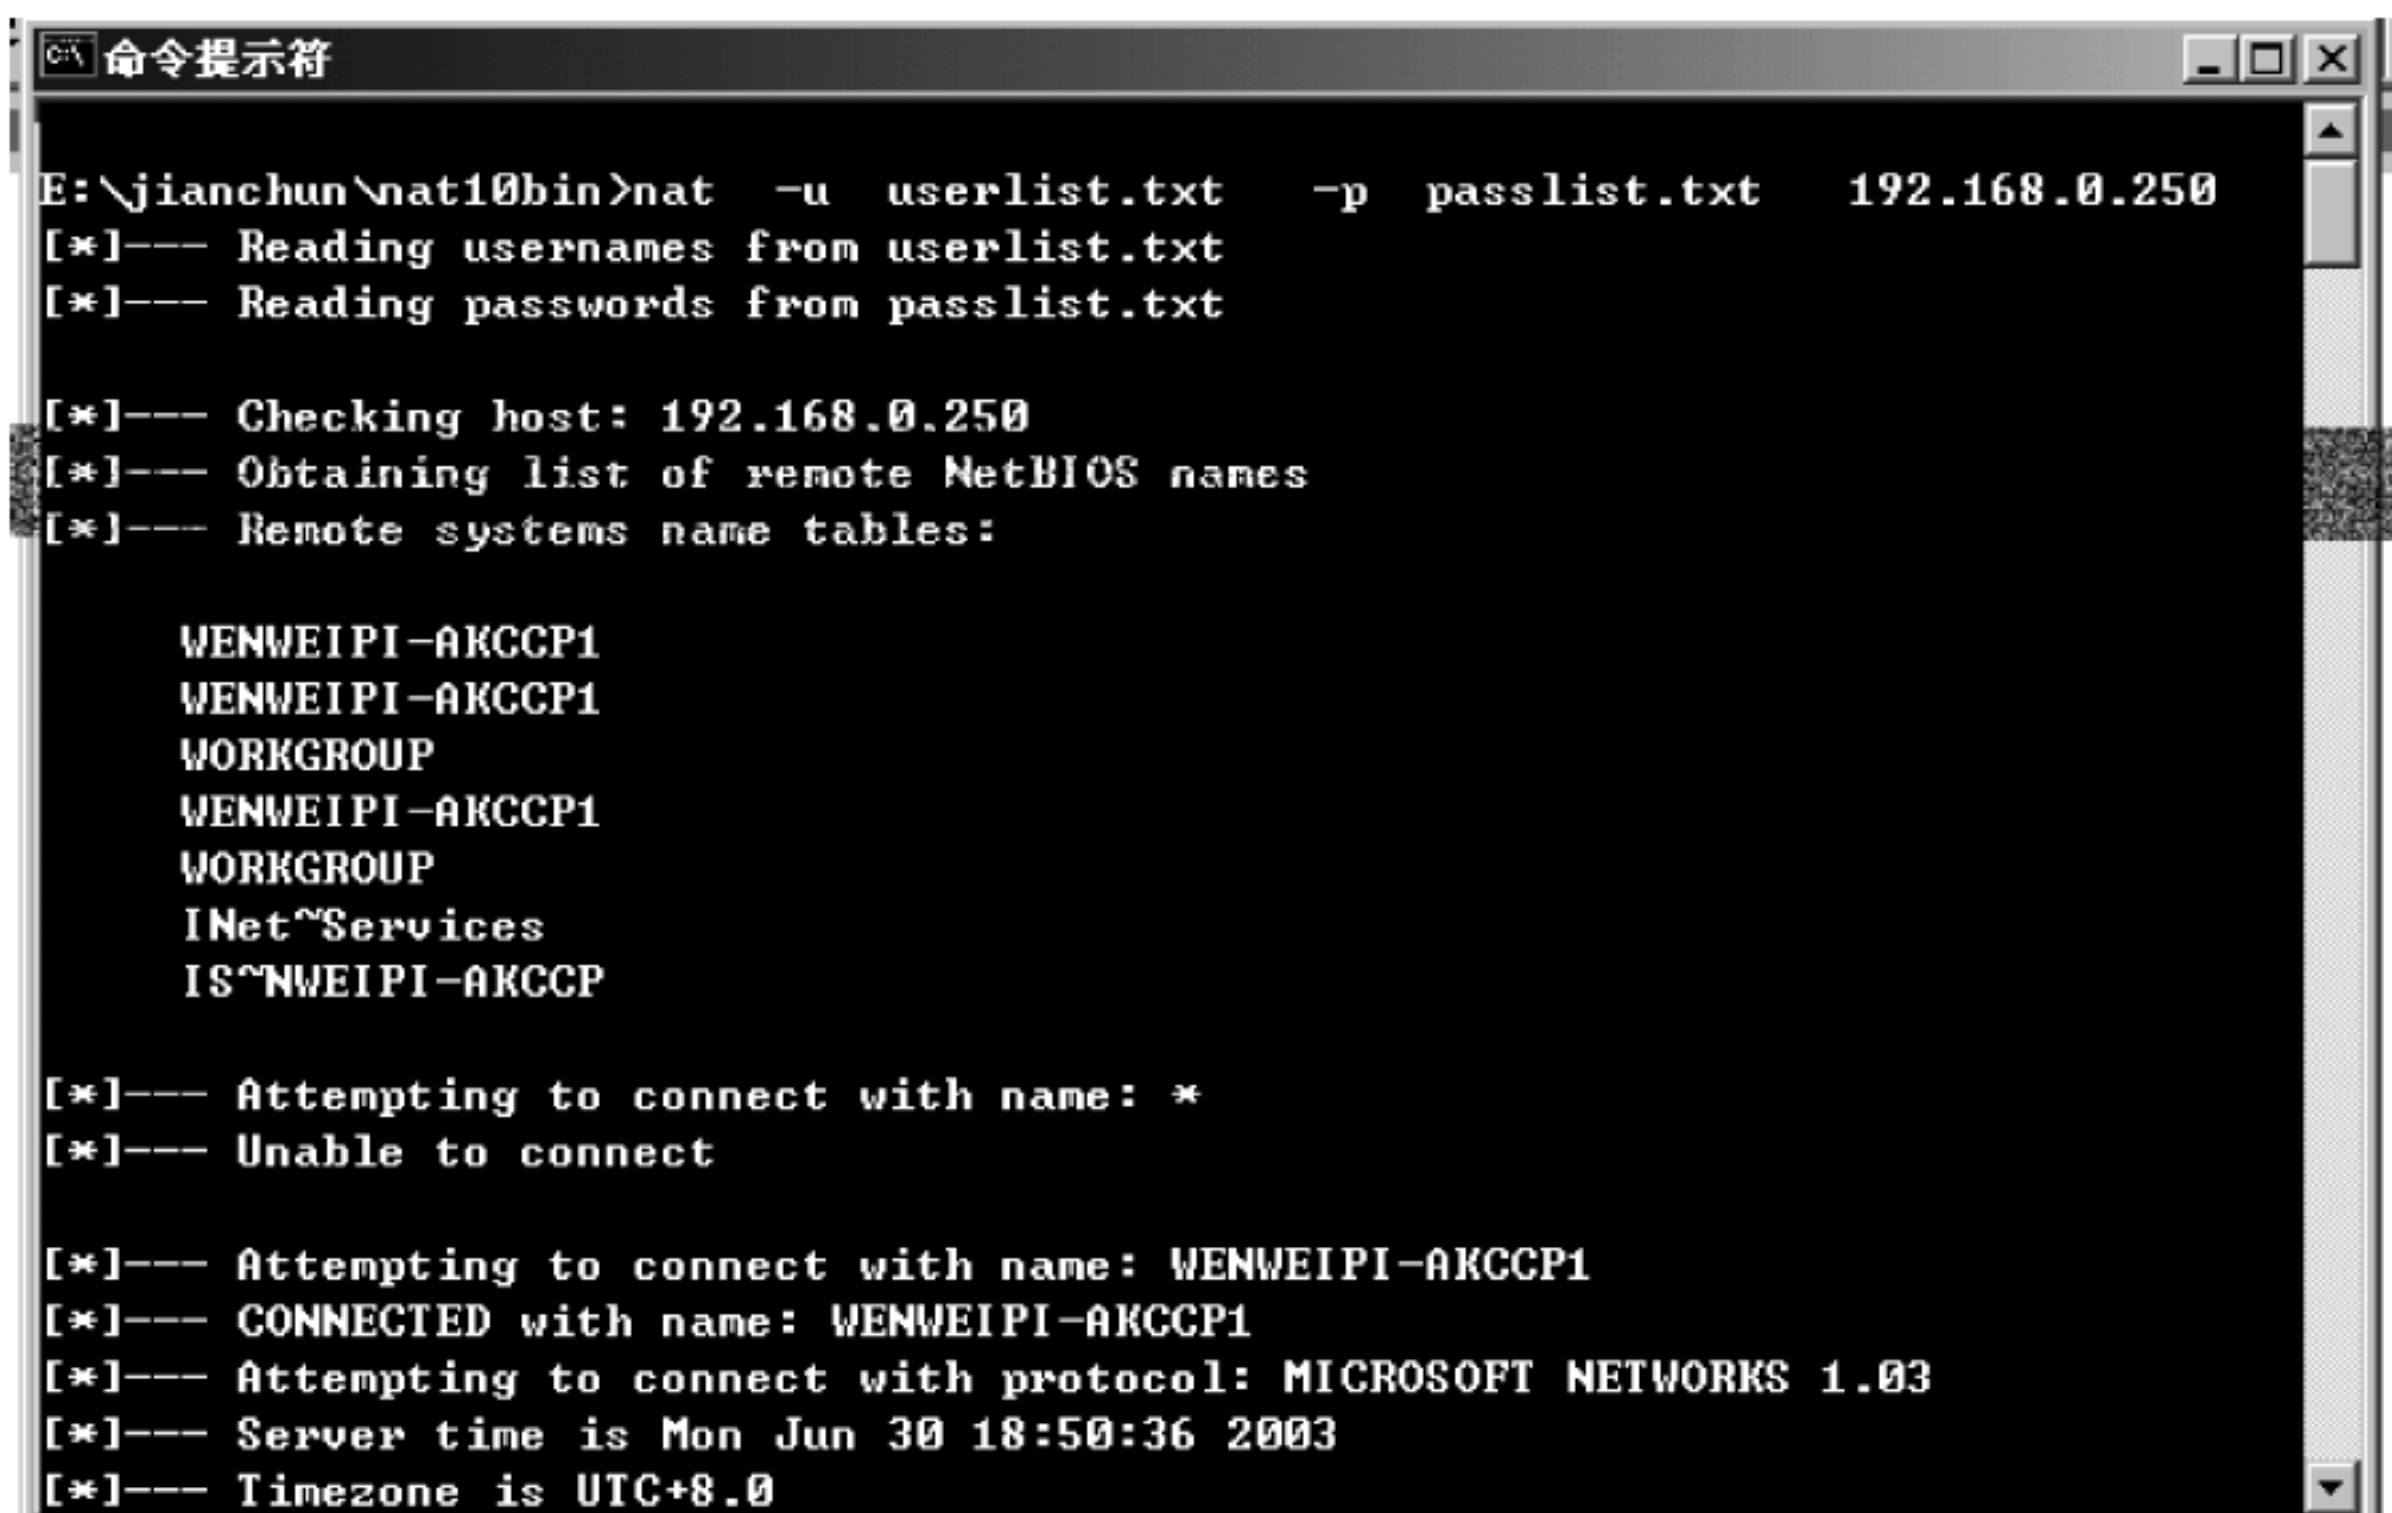 命令提示符
E:\jianchun\nat10bin>nat  -u  userlist.txt   -p  passlist.txt   192.168.0.250
[*]--- Reading usernames from userlist.txt
[*]--- Reading passwords from passlist.txt
[*]--- Checking host: 192.168.0.250
[*]--- Obtaining list of remote NetBIOS names
[*]--- Remote systems name tables:
WENWEIPI-AKCCP1
WENWEIPI-AKCCP1
WORKGROUP
WENWEIPI-AKCCP1
WORKGROUP
INet~Services
IS~NWEIPI-AKCCP
[*]--- Attempting to connect with name: *
[*]--- Unable to connect
[*]--- Attempting to connect with name: WENWEIPI-AKCCP1
[*]--- CONNECTED with name: WENWEIPI-AKCCP1
[*]--- Attempting to connect with protocol: MICROSOFT NETWORKS 1.03
[*]--- Server time is Mon Jun 30 18:50:36 2003
[*]--- Timezone is UTC+8.0